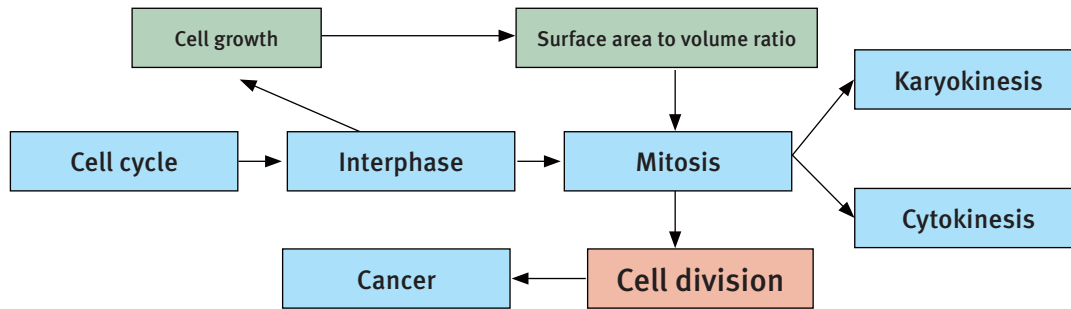 Cell growth
Surface area to volume ratio
Karyokinesis
Cell cycle
Interphase
Mitosis
Cytokinesis
Cancer
Cell division